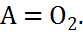 A = O₂.